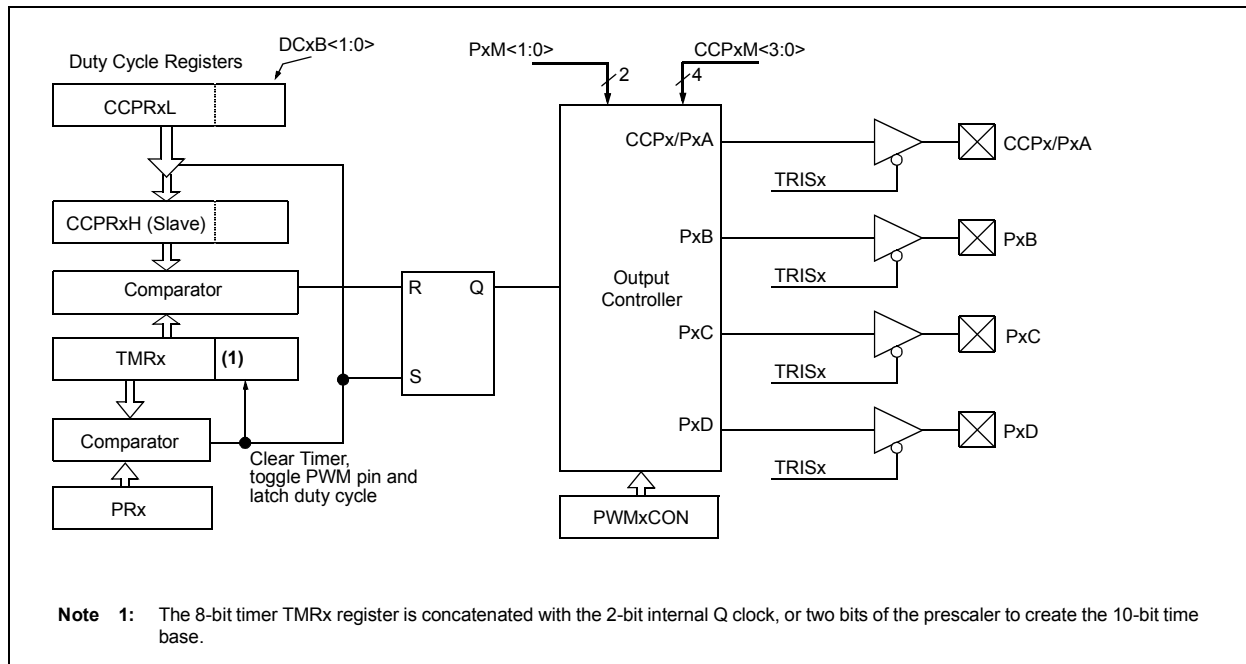 DCxB<1:0>
Duty Cycle Registers
CCPRxL
CCPRxH (Slave)
Comparator
TMRx
(1)
Comparator
PRx
Clear Timer,
toggle PWM pin and
latch duty cycle
R
Q
S
PxM<1:0>
2
CCPxM<3:0>
4
Output
Controller
CCPx/PxA
PxB
PxC
PxD
PWMxCON
TRISx
CCPx/PxA
TRISx
PxB
TRISx
PxC
TRISx
PxD
Note 1: The 8-bit timer TMRx register is concatenated with the 2-bit internal Q clock, or two bits of the prescaler to create the 10-bit time
base.